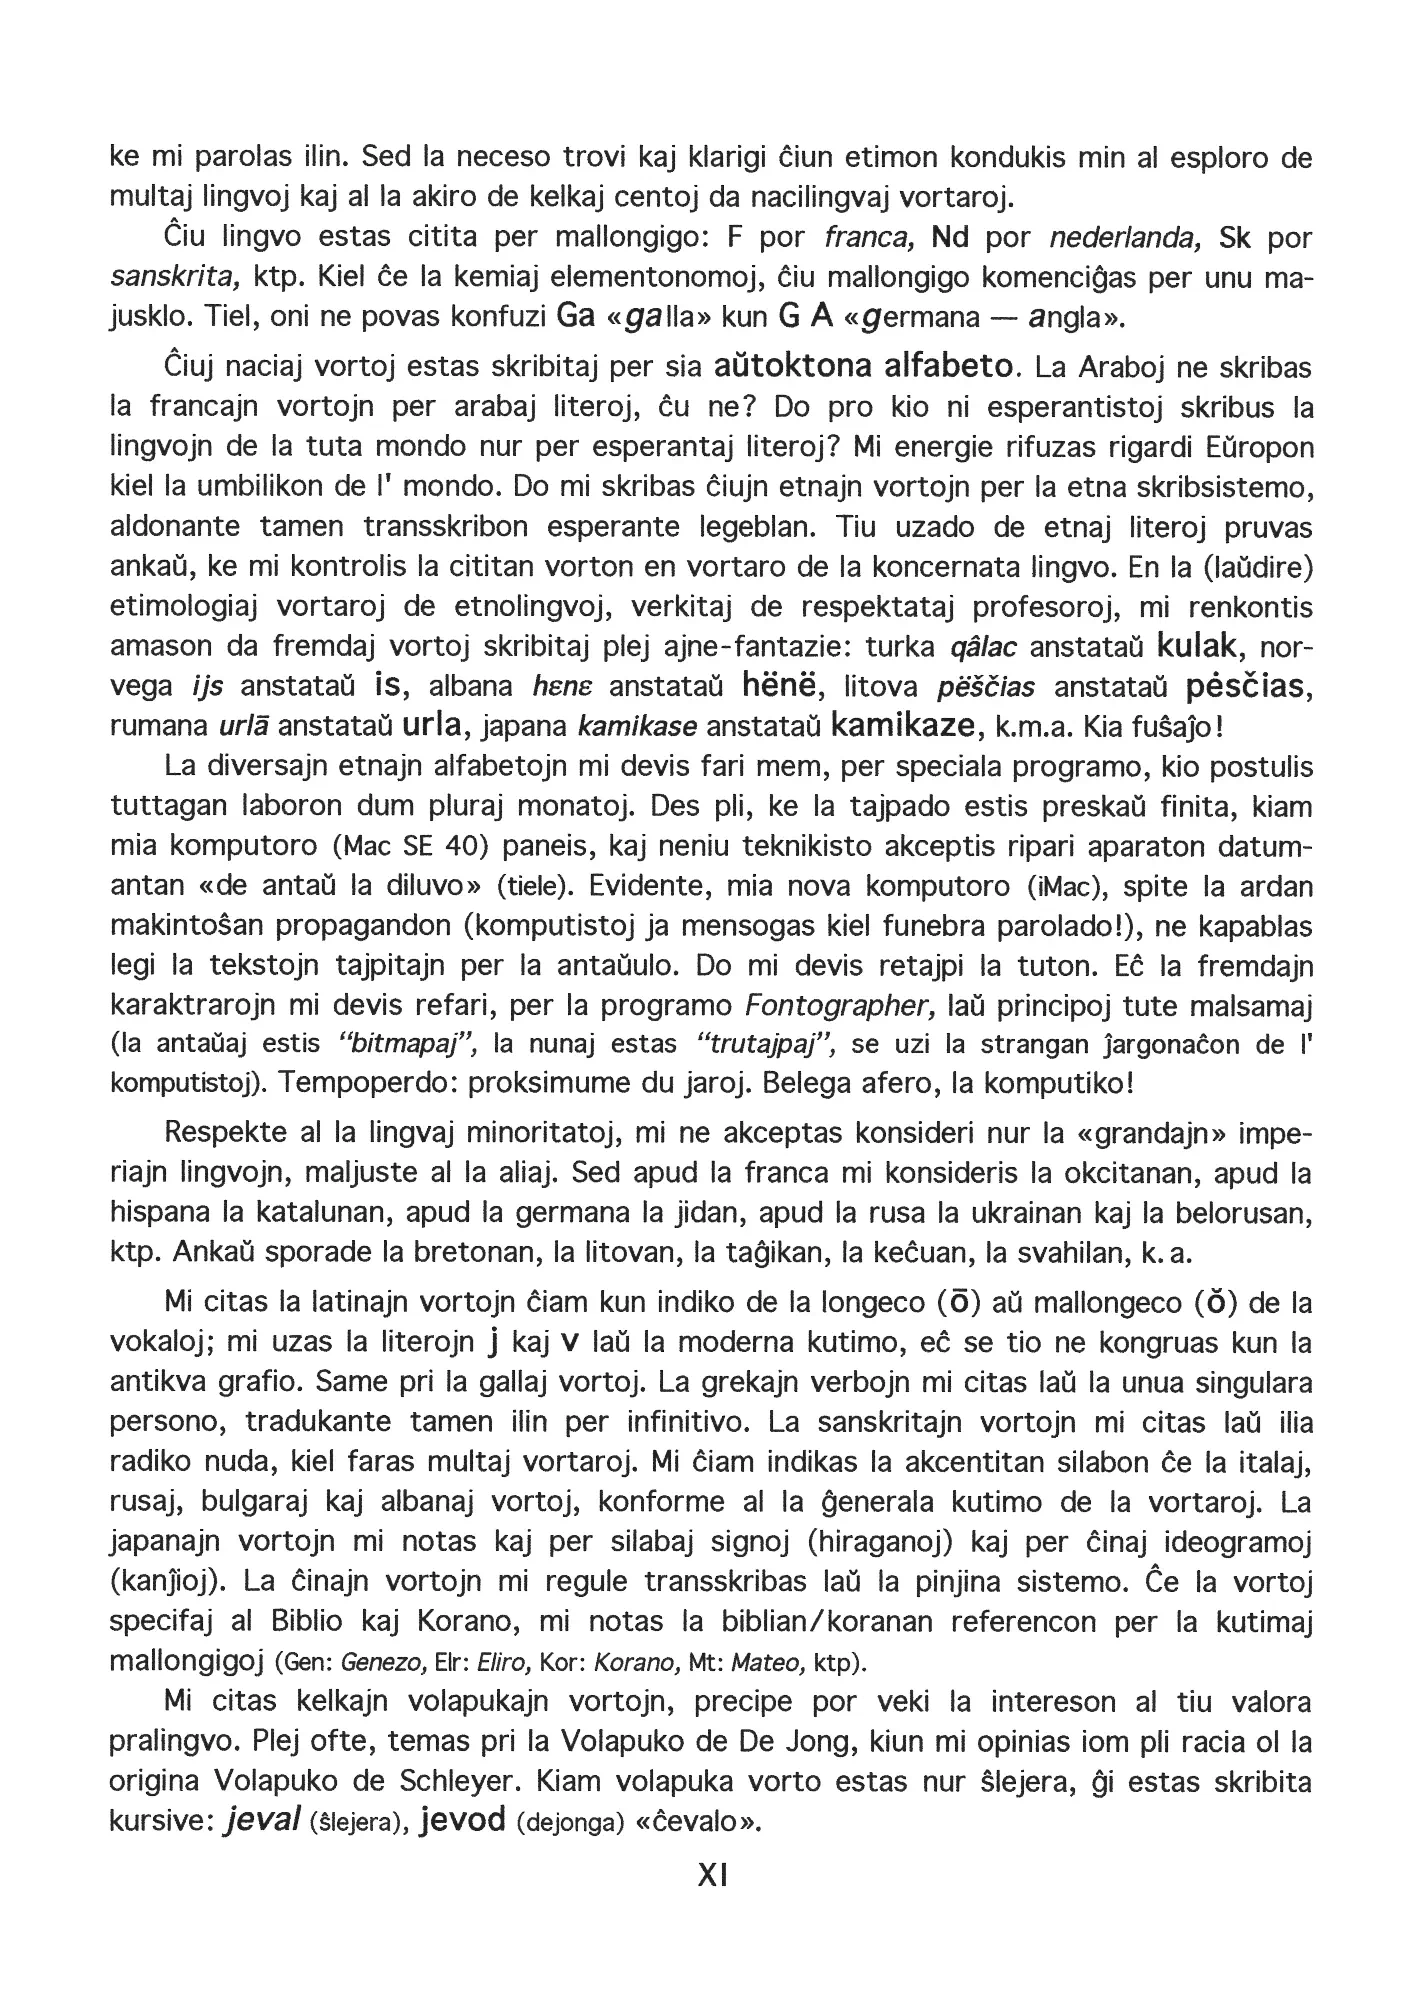 ke mi parolas ilin. Sed la neceso trovi kaj klarigi ĉiun etimon kondukis min al esploro de
multaj lingvoj kaj al la akiro de kelkaj centoj da nacilingvaj vortaroj.
Ĉiu lingvo estas citita per mallongigo: F por franca, Nd por nederlanda, Sk por
sanskrita, ktp. Kiel ĉe la kemiaj elementonomoj, ĉiu mallongigo komenciĝas per unu ma-
jusklo. Tiel, oni ne povas konfuzi Ga «galla» kun G A «germana — angla».
Ĉiuj naciaj vortoj estas skribitaj per sia aŭtoktona alfabeto. La Araboj ne skribas
la francajn vortojn per arabaj literoj, ĉu ne? Do pro kio ni esperantistoj skribus la
lingvojn de la tuta mondo nur per esperantaj literoj? Mi energie rifuzas rigardi Eŭropon
kiel la umbilikon de l' mondo. Do mi skribas ĉiujn etnajn vortojn per la etna skribsistemo,
aldonante tamen transskribon esperante legeblan. Tiu uzado de etnaj literoj pruvas
ankaŭ, ke mi kontrolis la cititan vorton en vortaro de la koncernata lingvo. En la (laŭdire)
etimologiaj vortaroj de etnolingvoj, verkitaj de respektataj profesoroj, mi renkontis
amason da fremdaj vortoj skribitaj plej ajne-fantazie: turka qâlac anstataŭ kulak, nor-
vega ijs anstataŭ is, albana hɛnɛ anstataŭ hënë, litova pëščias anstataŭ pėsčias,
rumana urlā anstataŭ urla, japana kamikase anstataŭ kamikaze, k.m.a. Kia fuŝaĵo!
La diversajn etnajn alfabetojn mi devis fari mem, per speciala programo, kio postulis
tuttagan laboron dum pluraj monatoj. Des pli, ke la tajpado estis preskaŭ finita, kiam
mia komputoro (Mac SE 40) paneis, kaj neniu teknikisto akceptis ripari aparaton datum-
antan «de antaŭ la diluvo» (tiele). Evidente, mia nova komputoro (iMac), spite la ardan
makintoŝan propagandon (komputistoj ja mensogas kiel funebra parolado!), ne kapablas
legi la tekstojn tajpitajn per la antaŭulo. Do mi devis retajpi la tuton. Eĉ la fremdajn
karaktrarojn mi devis refari, per la programo Fontographer, laŭ principoj tute malsamaj
(la antaŭaj estis “bitmapaj”, la nunaj estas “trutajpaj”, se uzi la strangan ĵargonaĉon de l'
komputistoj). Tempoperdo: proksimume du jaroj. Belega afero, la komputiko!
Respekte al la lingvaj minoritatoj, mi ne akceptas konsideri nur la «grandajn» impe-
riajn lingvojn, maljuste al la aliaj. Sed apud la franca mi konsideris la okcitanan, apud la
hispana la katalunan, apud la germana la jidan, apud la rusa la ukrainan kaj la belorusan,
ktp. Ankaŭ sporade la bretonan, la litovan, la taĝikan, la keĉuan, la svahilan, k. a.
Mi citas la latinajn vortojn ĉiam kun indiko de la longeco (ō) aŭ mallongeco (ŏ) de la
vokaloj; mi uzas la literojn j kaj v laŭ la moderna kutimo, eĉ se tio ne kongruas kun la
antikva grafio. Same pri la gallaj vortoj. La grekajn verbojn mi citas laŭ la unua singulara
persono, tradukante tamen ilin per infinitivo. La sanskritajn vortojn mi citas laŭ ilia
radiko nuda, kiel faras multaj vortaroj. Mi ĉiam indikas la akcentitan silabon ĉe la italaj,
rusaj, bulgaraj kaj albanaj vortoj, konforme al la ĝenerala kutimo de la vortaroj. La
japanajn vortojn mi notas kaj per silabaj signoj (hiraganoj) kaj per ĉinaj ideogramoj
(kanĵioj). La ĉinajn vortojn mi regule transskribas laŭ la pinjina sistemo. Ĉe la vortoj
specifaj al Biblio kaj Korano, mi notas la biblian/koranan referencon per la kutimaj
mallongigoj (Gen: Genezo, Elr: Eliro, Kor: Korano, Mt: Mateo, ktp).
Mi citas kelkajn volapukajn vortojn, precipe por veki la intereson al tiu valora
pralingvo. Plej ofte, temas pri la Volapuko de De Jong, kiun mi opinias iom pli racia ol la
origina Volapuko de Schleyer. Kiam volapuka vorto estas nur ŝlejera, ĝi estas skribita
kursive: jeval (ŝlejera), jevod (dejonga) «ĉevalo».
XI